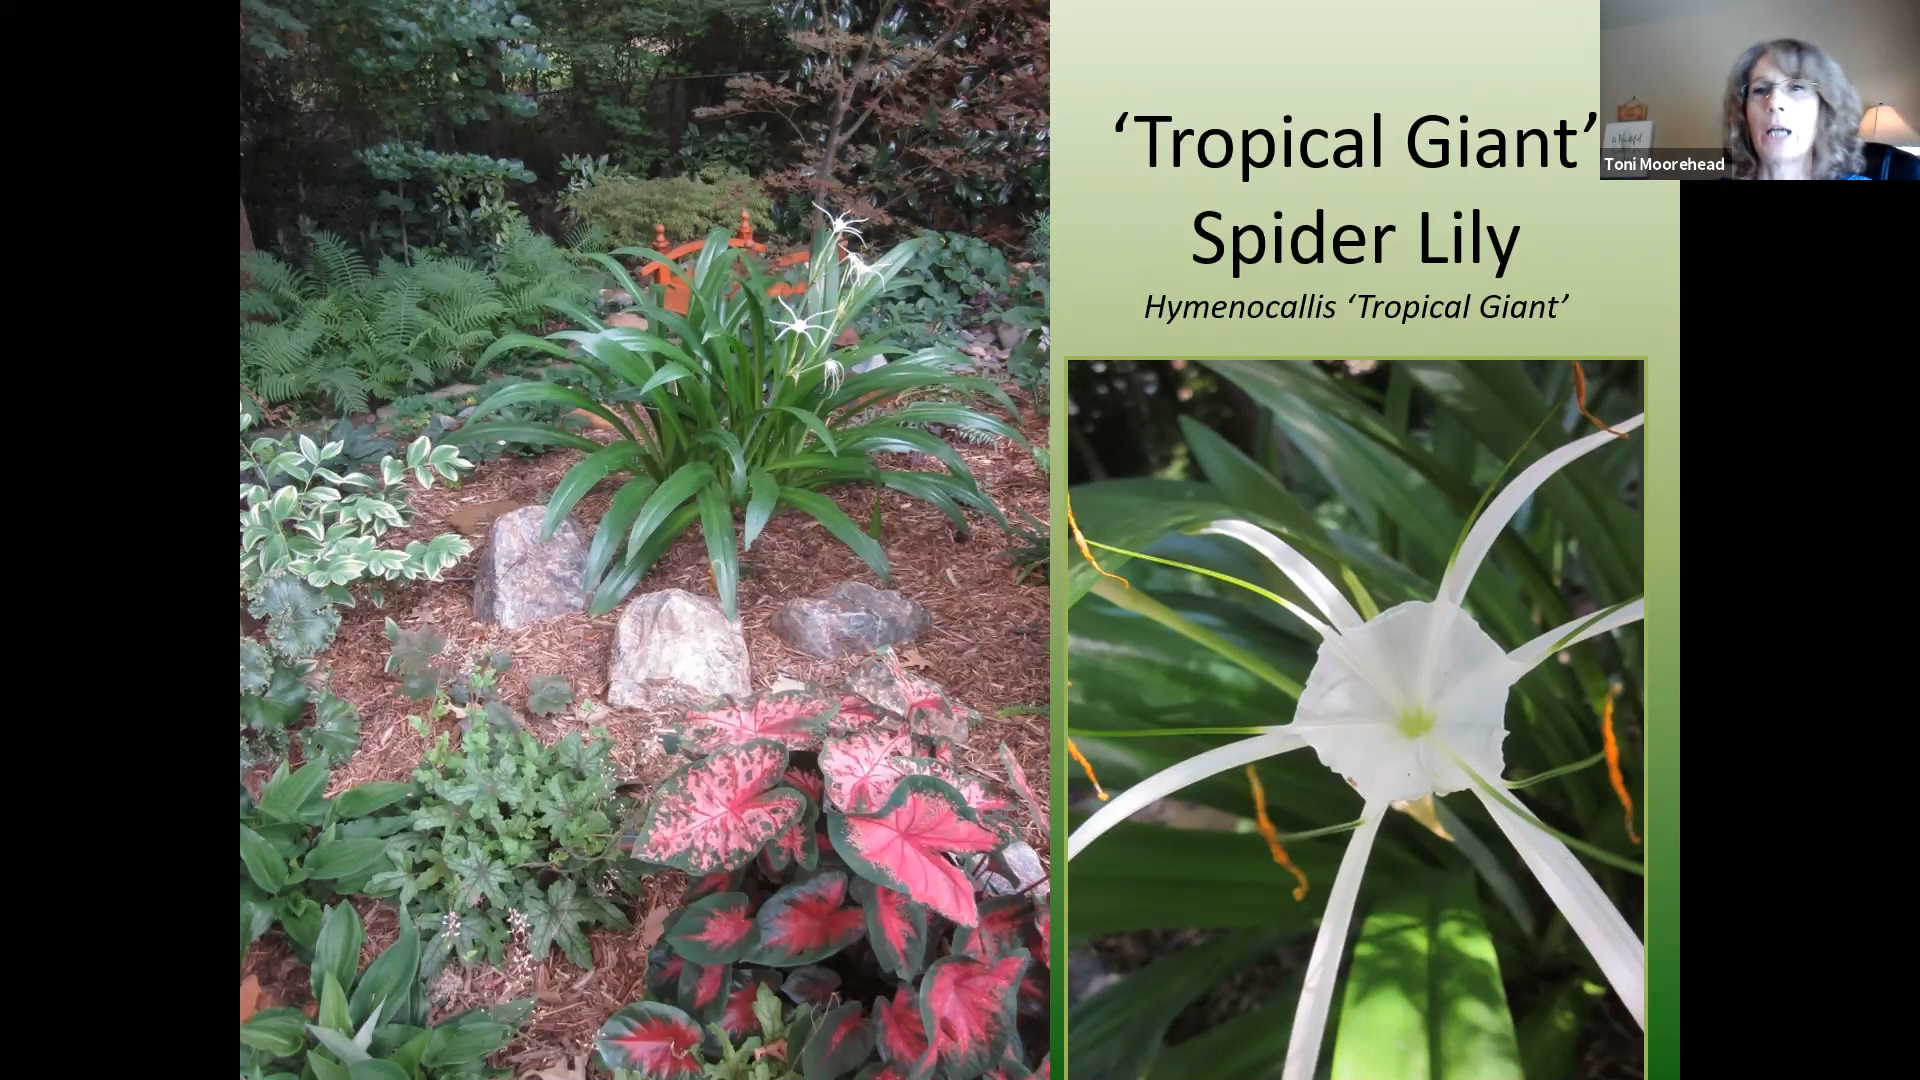 ‘Tropical Giant’
Spider Lily
Hymenocallis ‘Tropical Giant’
Toni Moorehead